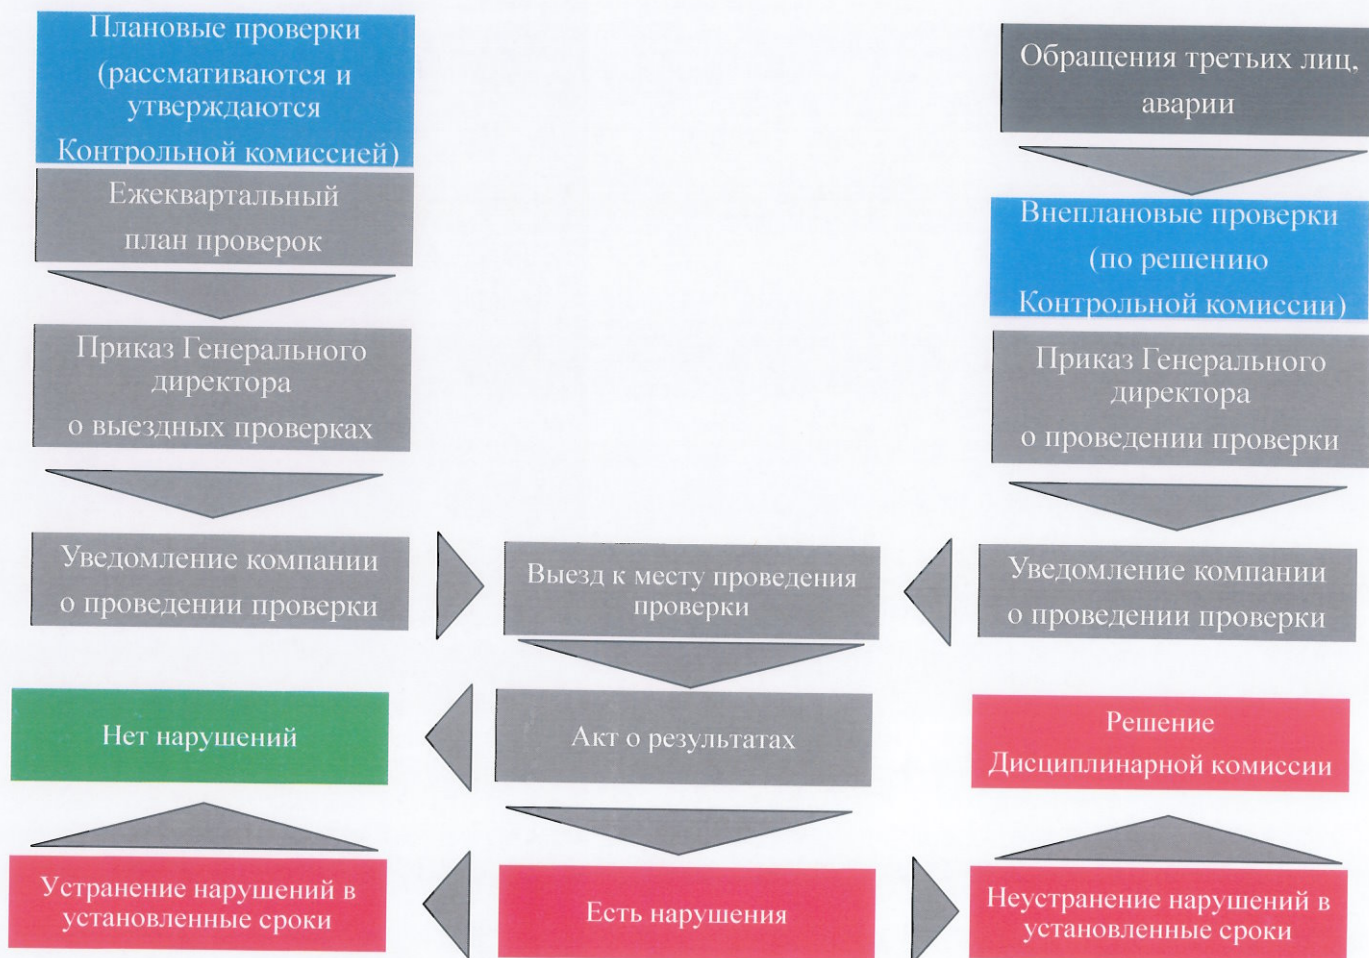 Плановые проверки
(рассмативаются и
утверждаются
Контрольной комиссией)
Ежеквартальный
план проверок
Приказ Генерального
директора
о выездных проверках
Уведомление компании
о проведении проверки
Обращения третьих лиц,
аварии
Внеплановые проверки
(по решению
Контрольной комиссии)
Приказ Генерального
директора
о проведении проверки
Уведомление компании
о проведении проверки
Выезд к месту проведения
проверки
Нет нарушений
Акт о результатах
Решение
Дисциплинарной комиссии
Устранение нарушений в
установленные сроки
Есть нарушения
Неустранение нарушений в
установленные сроки